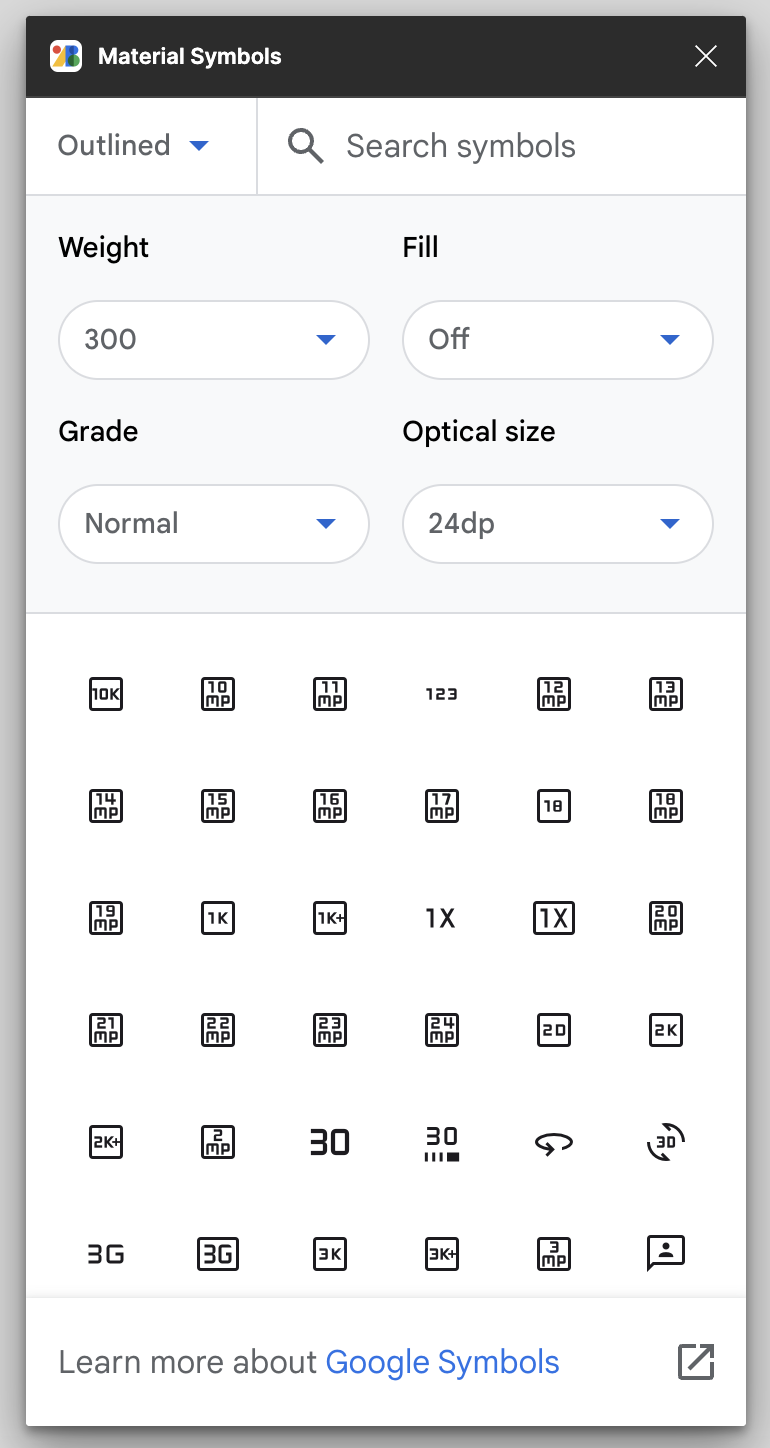 Material Symbols
Outlined
Search symbols
Weight
Fill
300
Off
Grade
Optical size
Normal
24dp
10K
10 MP
11 MP
123
12 MP
13 MP
14 MP
15 MP
16 MP
17 MP
18
18 MP
19 MP
1K
1K+
1X
1X
20 MP
21 MP
22 MP
23 MP
24 MP
2D
2K
2K+
2 MP
30
30
3D
3G
3G
3K
3K+
3 MP
Learn more about Google Symbols